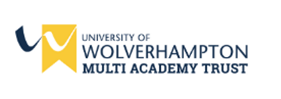 UNIVERSITY OF
WOLVERHAMPTON
MULTI ACADEMY TRUST